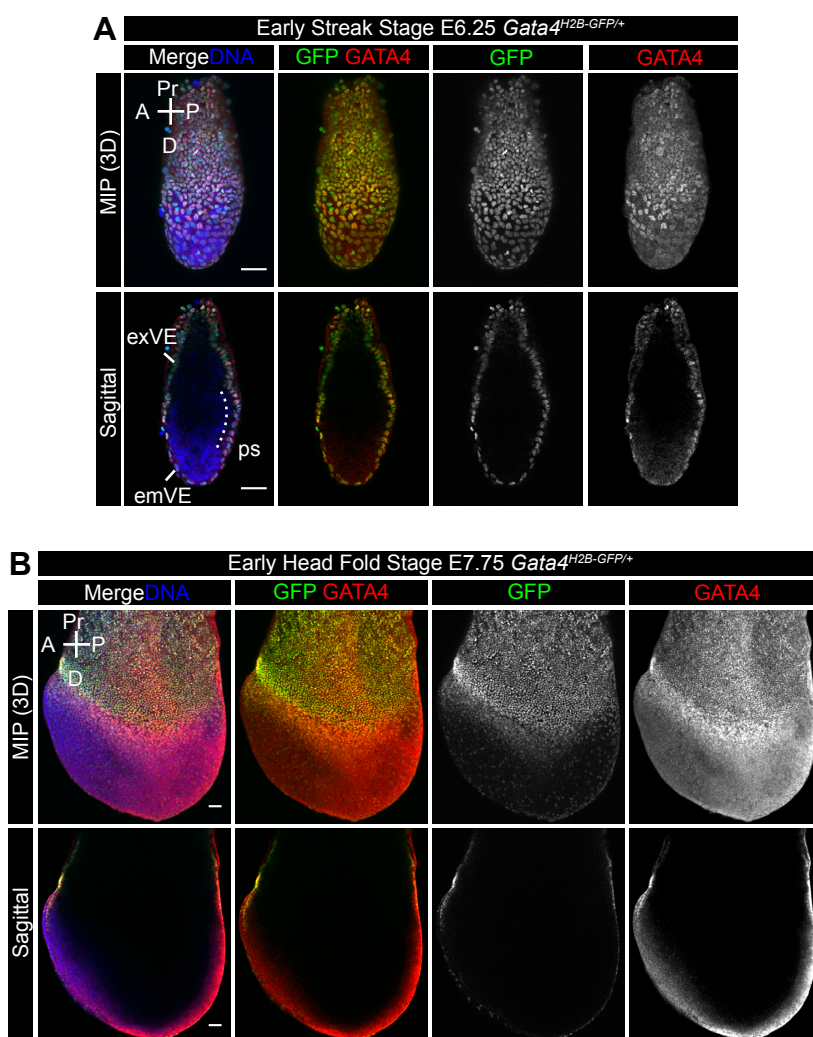 A
Early Streak Stage E6.25 Gata4H2B-GFP/+
MergeDNA
GFP GATA4
GFP
GATA4
MIP (3D)
Pr
A
P
D
Sagittal
exVE
ps
emVE
B
Early Head Fold Stage E7.75 Gata4H2B-GFP/+
MergeDNA
GFP GATA4
GFP
GATA4
MIP (3D)
Pr
A
P
D
Sagittal